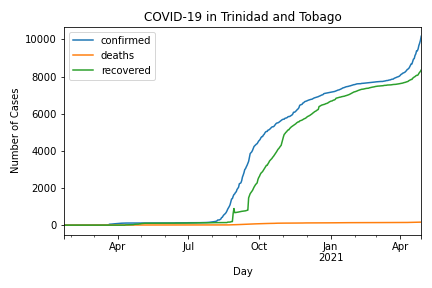 COVID-19 in Trinidad and Tobago
confirmed
deaths
recovered
Number of Cases
10000
8000
6000
4000
2000
0
Apr
Jul
Oct
Jan
2021
Apr
Day